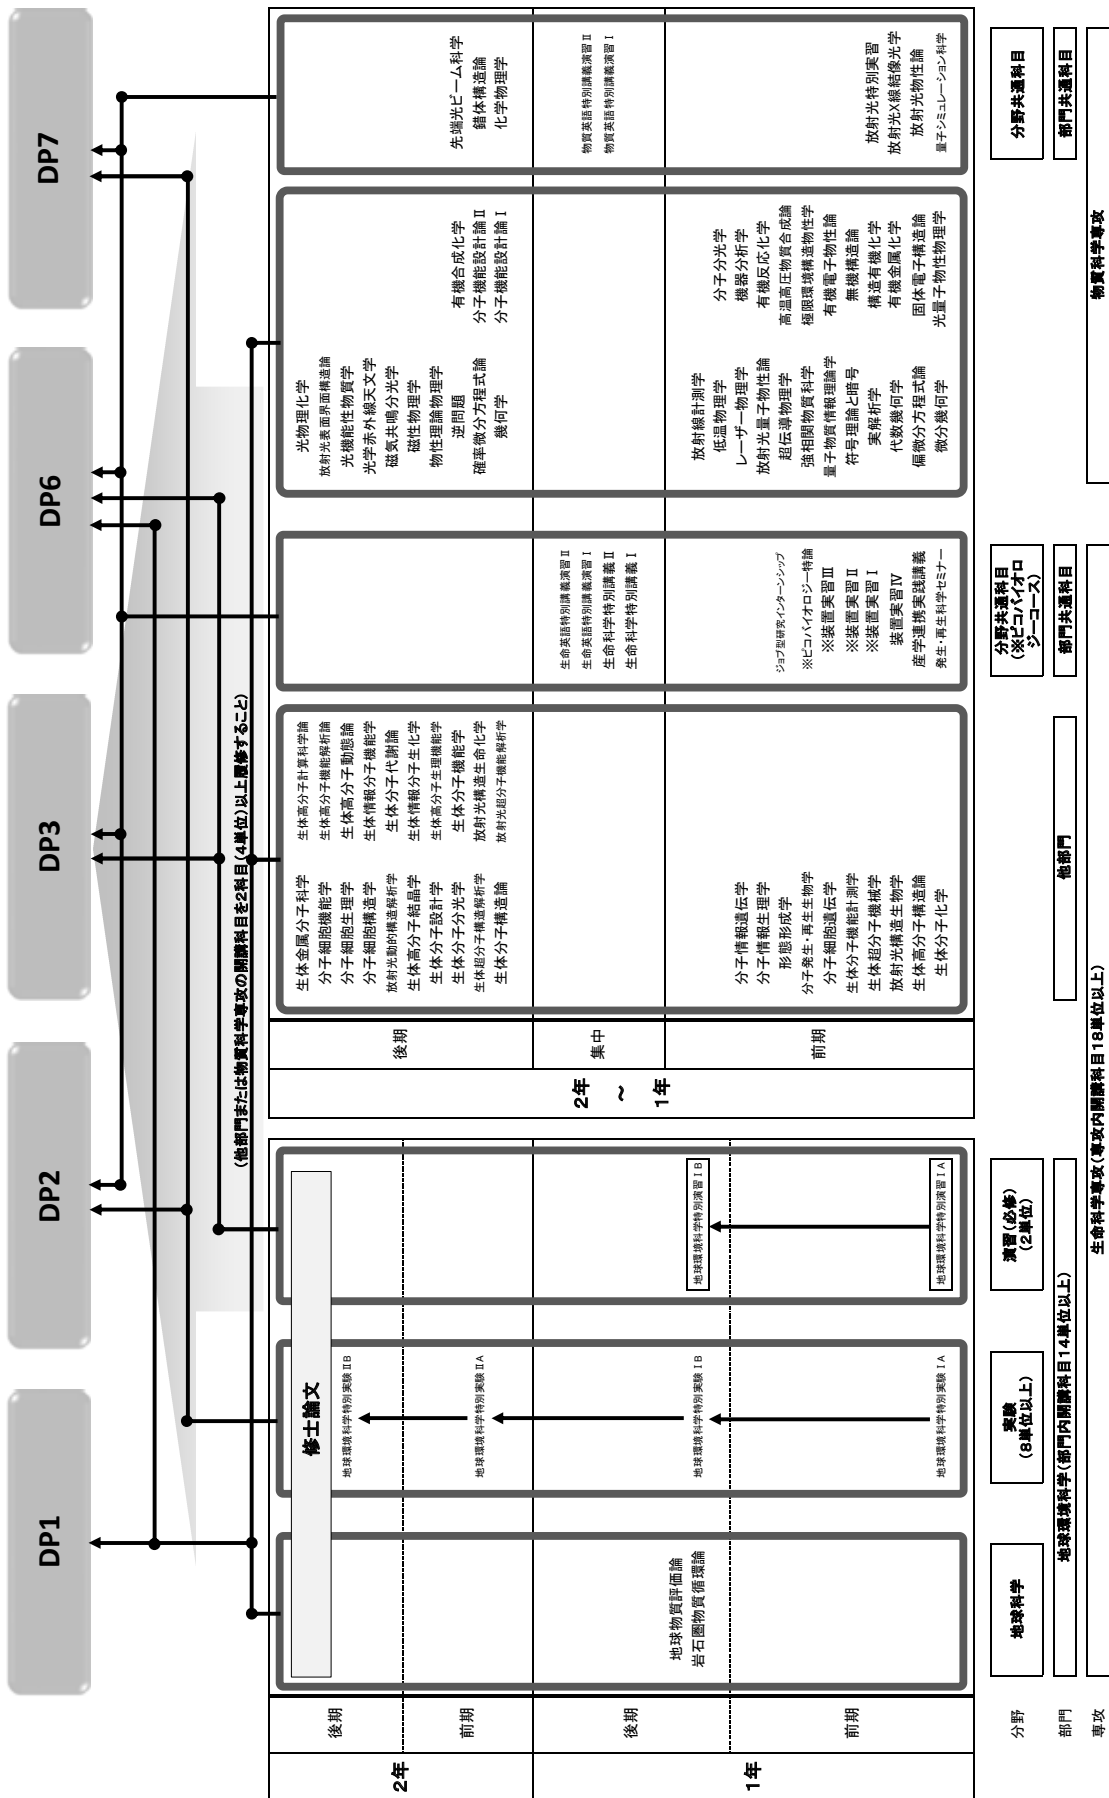 DP1
DP2
DP3
DP6
DP7
(他部門または物質科学専攻の開講科目を2科目(4単位)以上履修すること)
2年
後期
前期
1年
後期
前期
修士論文
地球物質評価論
岩石圏物質循環論
地球環境科学特別実験ⅡB
地球環境科学特別実験ⅡA
地球環境科学特別実験ⅠB
地球環境科学特別実験ⅠA
地球環境科学特別演習ⅠB
地球環境科学特別演習ⅠA
2年
~
1年
後期
集中
前期
生体金属分子科学
分子細胞機能学
分子細胞生理学
分子細胞構造学
放射光動的構造解析学
生体高分子結晶学
生体分子設計学
生体分子分光学
生体超分子構造解析学
生体分子構造論
生体高分子計算科学論
生体高分子機能解析論
生体高分子動態論
生体情報分子機能学
生体分子代謝論
生体情報分子生化学
生体高分子生理機能学
生体分子機能学
放射光構造生命化学
放射光超分子機能解析学
分子情報遺伝学
分子情報生理学
形態形成学
分子発生・再生生物学
分子細胞遺伝学
生体分子機能計測学
生体超分子機械学
放射光構造生物学
生体高分子構造論
生体分子化学
生命英語特別講義演習Ⅱ
生命英語特別講義演習Ⅰ
生命科学特別講義Ⅱ
生命科学特別講義Ⅰ
ジョブ型研究インターンシップ
※ピコバイオロジー特論
※装置実習Ⅲ
※装置実習Ⅱ
※装置実習Ⅰ
装置実習Ⅳ
産学連携実践講義
発生・再生科学セミナー
光物理化学
放射光表面界面構造論
光機能性物質学
光学赤外線天文学
磁気共鳴分光学
磁性物理学
物性理論物理学
逆問題
確率微分方程式論
幾何学
有機合成化学
分子機能設計論Ⅱ
分子機能設計論Ⅰ
放射線計測学
低温物理学
レーザー物理学
放射光量子物性論
超伝導物理学
強相関物質科学
量子物質情報理論学
符号理論と暗号
実解析学
代数幾何学
偏微分方程式論
微分幾何学
分子分光学
機器分析学
有機反応化学
高温高圧物質合成論
極限環境構造物性学
有機電子物性論
無機構造論
構造有機化学
有機金属化学
固体電子構造論
光量子物性物理学
先端光ビーム科学
錯体構造論
化学物理学
物質英語特別講義演習Ⅱ
物質英語特別講義演習Ⅰ
放射光特別実習
放射光X線結像光学
放射光物性論
量子シミュレーション科学
分野
地球科学
実験
(8単位以上)
演習(必修)
(2単位)
分野共通科目
(※ピコバイオロ
ジーコース)
分野共通科目
部門
地球環境科学(部門内開講科目14単位以上)
他部門
部門共通科目
部門共通科目
専攻
生命科学専攻(専攻内開講科目18単位以上)
物質科学専攻